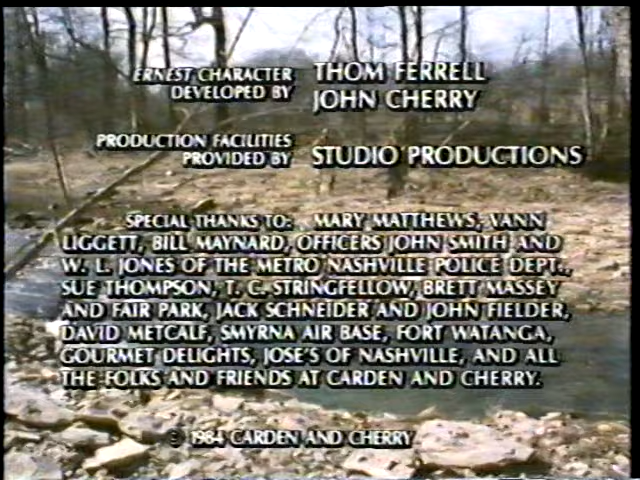 ERNEST CHARACTER THOM FERRELL
DEVELOPED BY JOHN CHERRY
PRODUCTION FACILITIES
PROVIDED BY STUDIO PRODUCTIONS
SPECIAL THANKS TO: MARY MATTHEWS, VANN
LIGGETT, BILL MAYNARD, OFFICERS JOHN SMITH AND
W. L. JONES OF THE METRO NASHVILLE POLICE DEPT.,
SUE THOMPSON, T. C. STRINGFELLOW, BRETT MASSEY
AND FAIR PARK, JACK SCHNEIDER AND JOHN FIELDER,
DAVID METCALF, SMYRNA AIR BASE, FORT WATANGA,
GOURMET DELIGHTS, JOSE'S OF NASHVILLE, AND ALL
THE FOLKS AND FRIENDS AT CARDEN AND CHERRY.
© 1984 CARDEN AND CHERRY